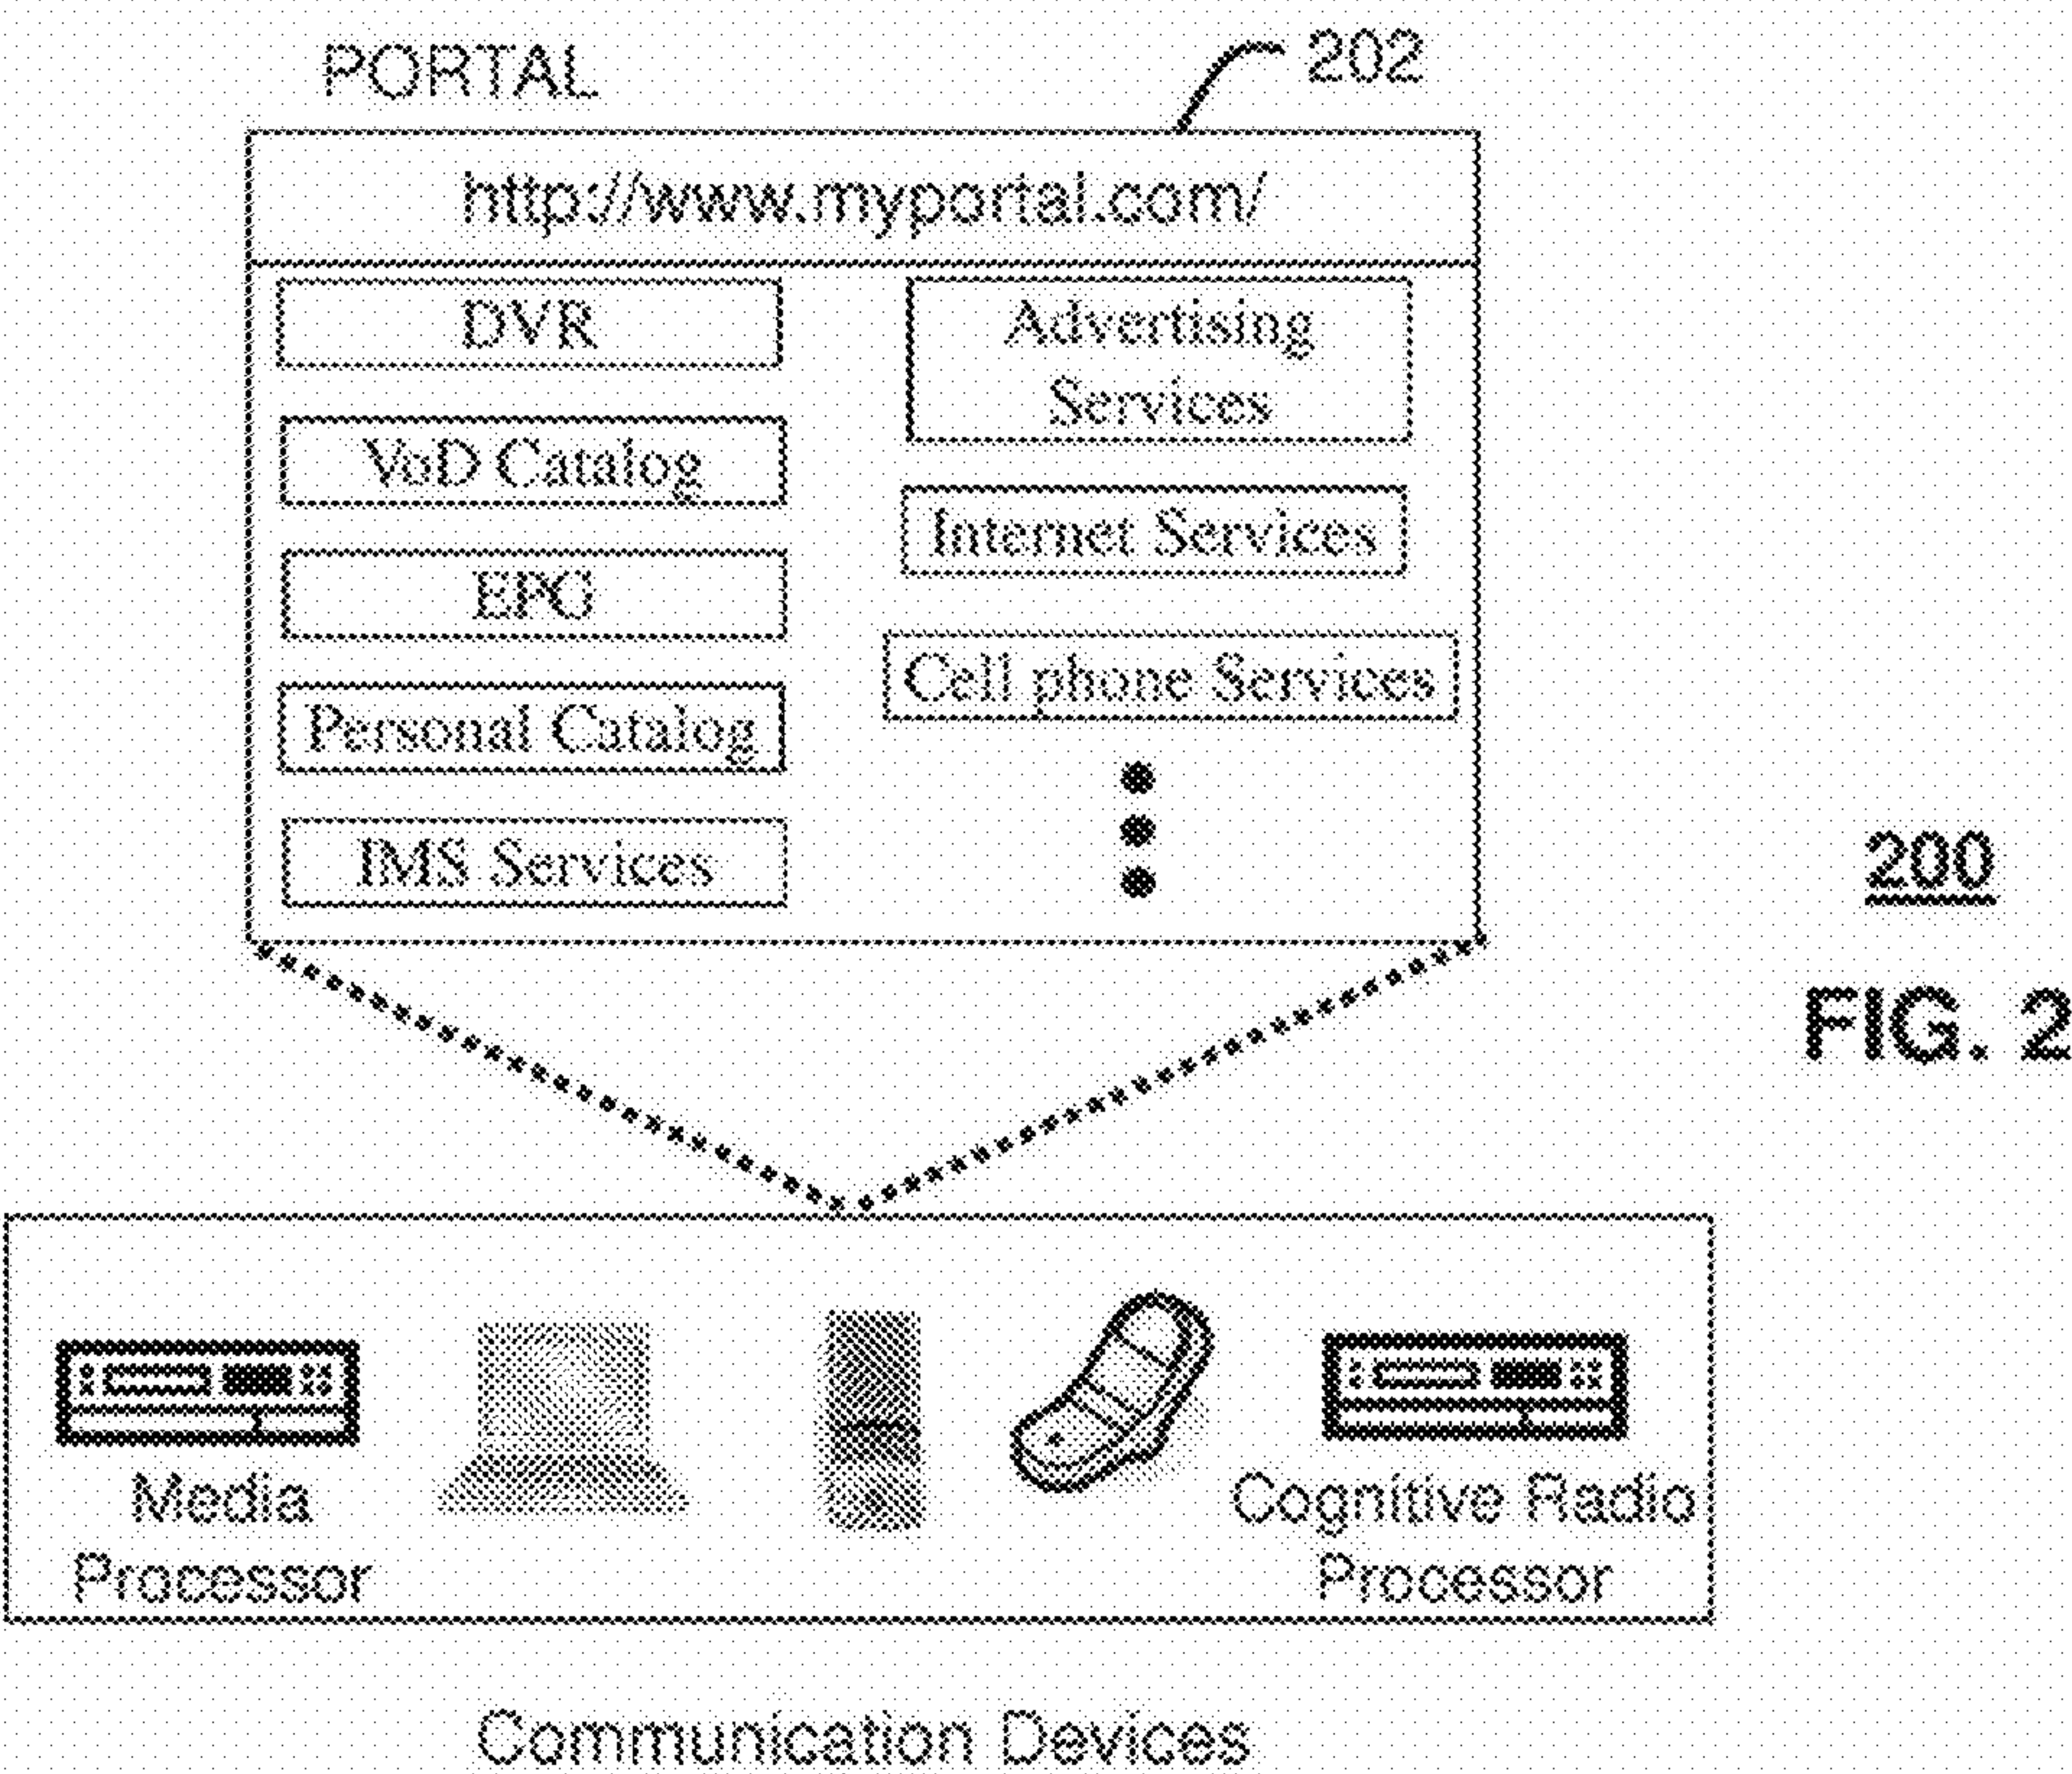 PORTAL
202
http://www.myportal.com/
DVR
VoD Catalog
EPG
Personal Catalog
IMS Services
Advertising
Services
Internet Services
Cell phone Services
200
FIG. 2
Media
Processor
Cognitive Radio
Processor
Communication Devices